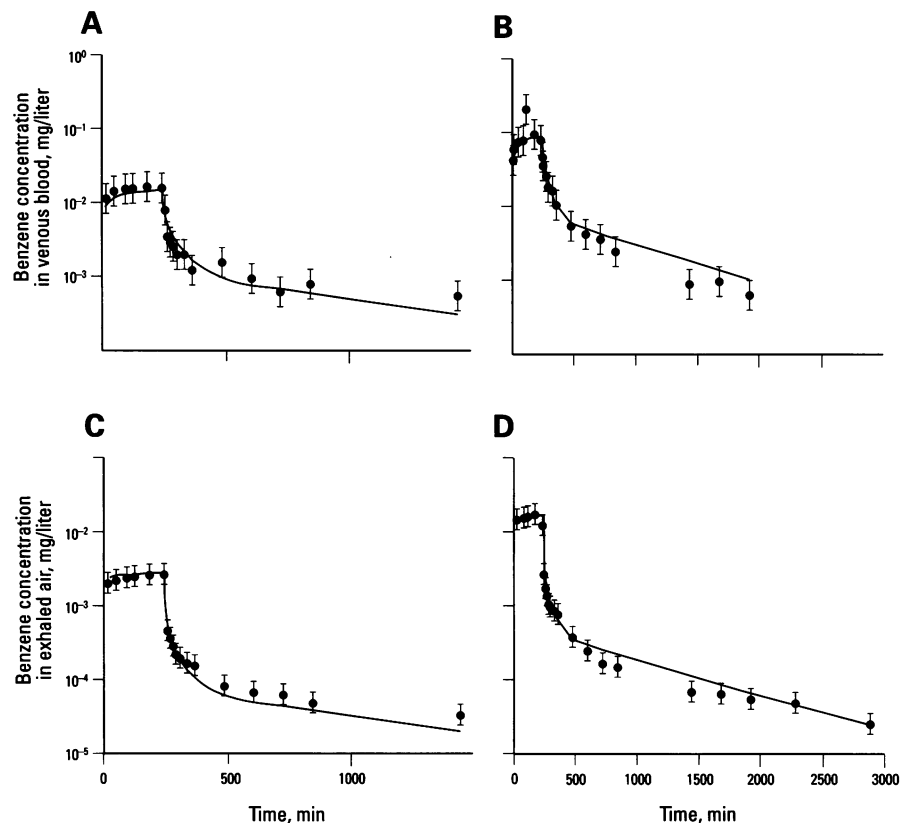 A
B
10⁰
10⁻¹
10⁻²
10⁻³
Benzene concentration
in venous blood, mg/liter
C
D
10⁻²
10⁻³
10⁻⁴
10⁻⁵
Benzene concentration
in exhaled air, mg/liter
0 500 1000
0 500 1000 1500 2000 2500 3000
Time, min
Time, min